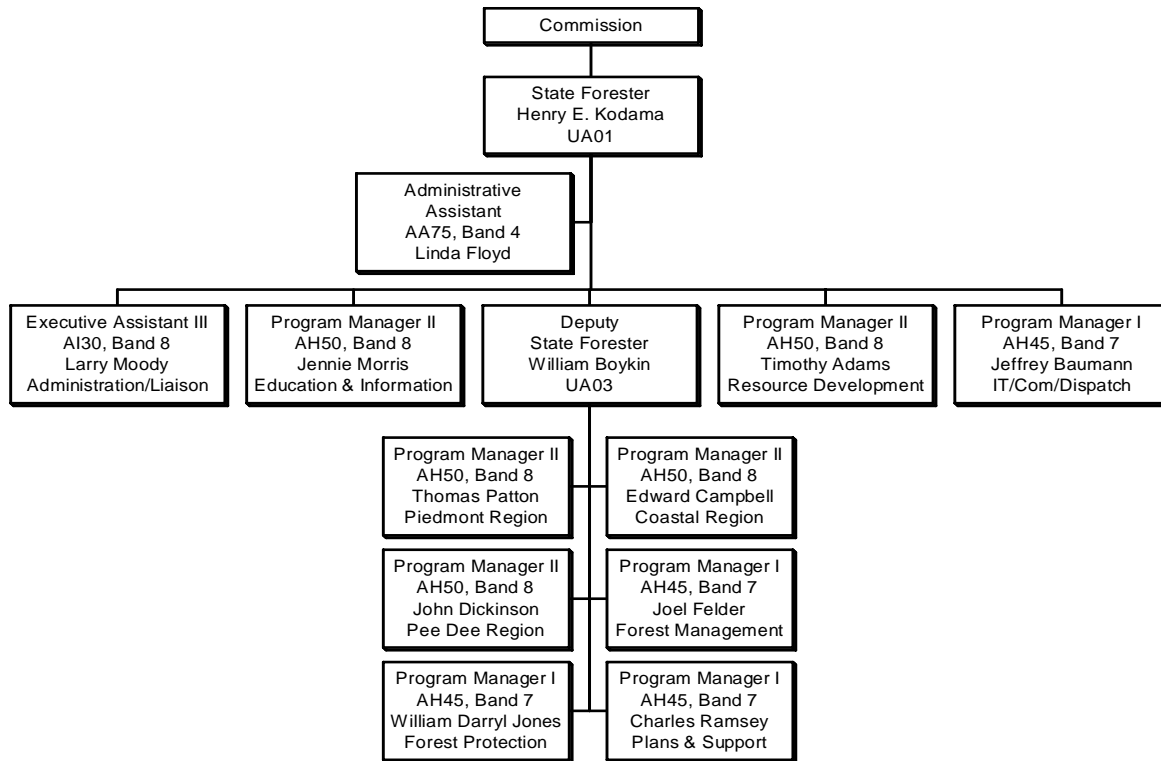 Commission
State Forester
Henry E. Kodama
UA01
Administrative
Assistant
AA75, Band 4
Linda Floyd
Executive Assistant III
AI30, Band 8
Larry Moody
Administration/Liaison
Program Manager II
AH50, Band 8
Jennie Morris
Education & Information
Deputy
State Forester
William Boykin
UA03
Program Manager II
AH50, Band 8
Timothy Adams
Resource Development
Program Manager I
AH45, Band 7
Jeffrey Baumann
IT/Com/Dispatch
Program Manager II
AH50, Band 8
Thomas Patton
Piedmont Region
Program Manager II
AH50, Band 8
Edward Campbell
Coastal Region
Program Manager II
AH50, Band 8
John Dickinson
Pee Dee Region
Program Manager I
AH45, Band 7
Joel Felder
Forest Management
Program Manager I
AH45, Band 7
William Darryl Jones
Forest Protection
Program Manager I
AH45, Band 7
Charles Ramsey
Plans & Support